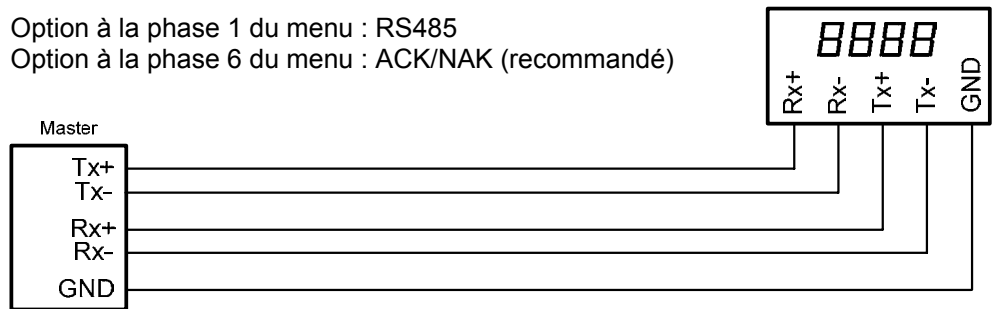 Option à la phase 1 du menu : RS485
Option à la phase 6 du menu : ACK/NAK (recommandé)
8888
Rx+
Rx-
Tx+
Tx-
GND
Master
Tx+
Tx-
Rx+
Rx-
GND